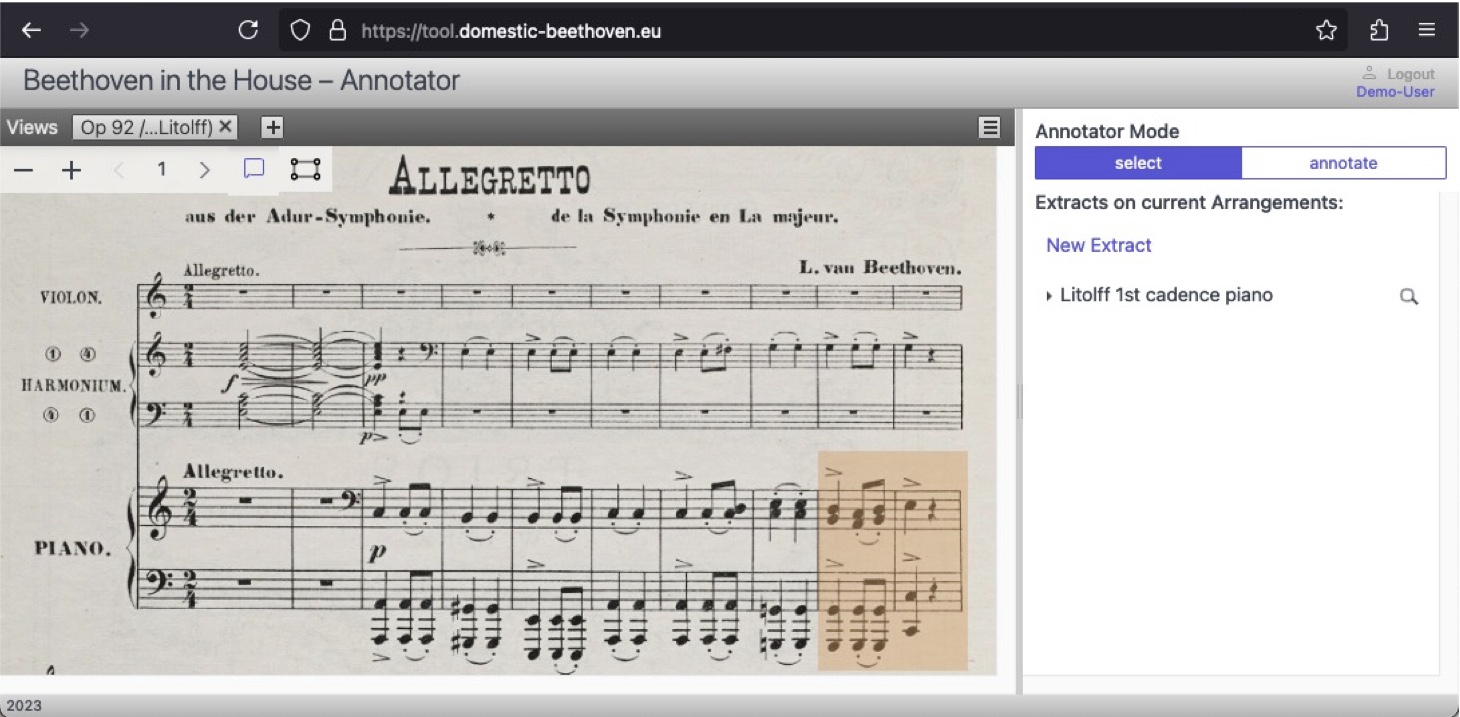 https://tool.domestic-beethoven.eu
Beethoven in the House – Annotator
Logout
Demo-User
Views
Op 92 /...Litolff) ✕
+
1
Annotator Mode
select
annotate
Extracts on current Arrangements:
New Extract
Litolff 1st cadence piano
ALLEGRETTO
aus der Adur-Symphonie. * de la Symphonie en La majeur.
L. van Beethoven.
Allegretto.
VIOLON.
① ④
HARMONIUM.
④ ①
f
pp
p
Allegretto.
PIANO.
p
2023